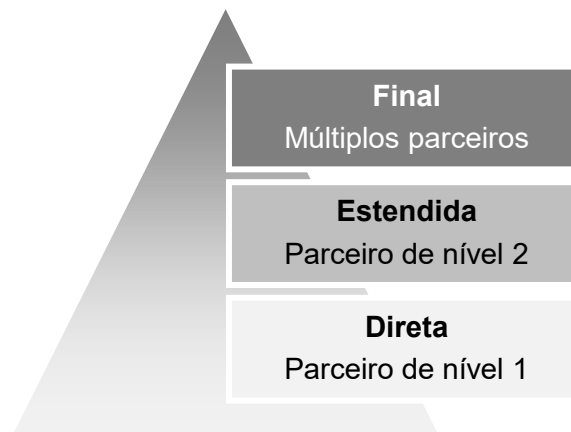 Final
Múltiplos parceiros
Estendida
Parceiro de nível 2
Direta
Parceiro de nível 1